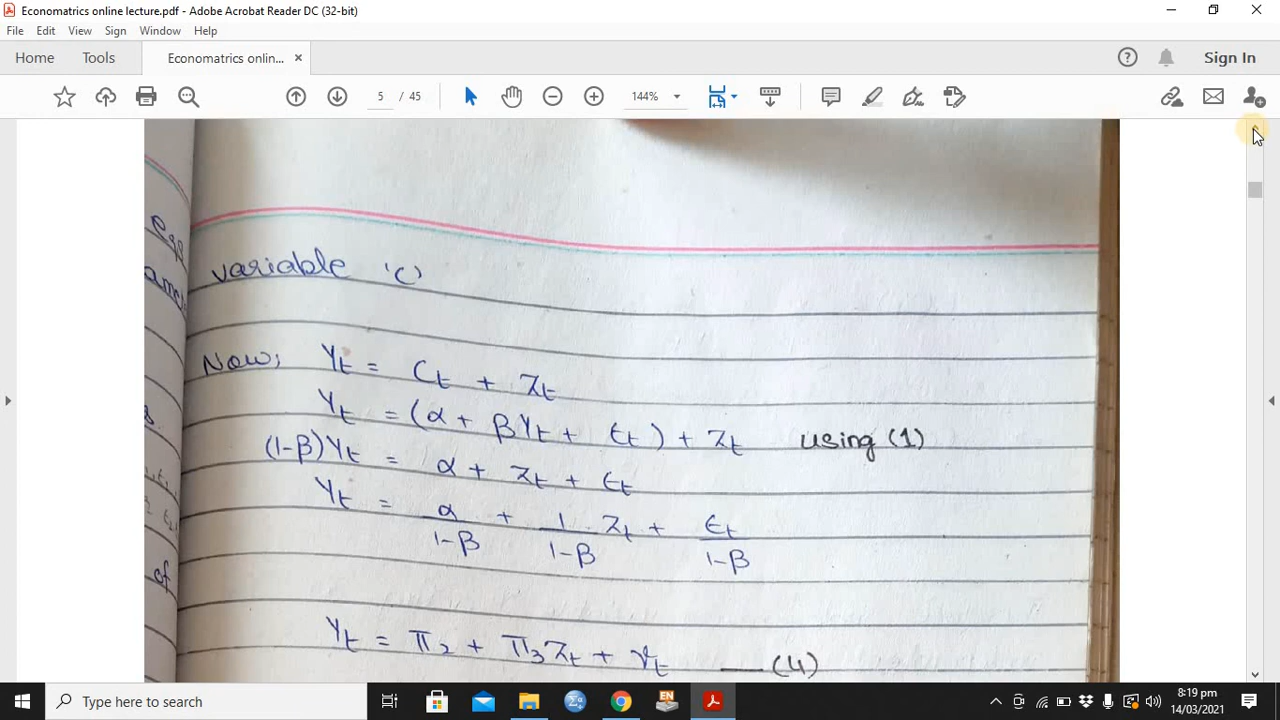 Econometrics online lecture.pdf - Adobe Acrobat Reader DC (32-bit)
File Edit View Sign Window Help
Home Tools Economatrics onlin... × Sign In
5 / 45 144%
variable 'C'
Now; Yt = Ct + Zt
Yt = (α + βYt + εt) + Zt using (1)
(1-β)Yt = α + Zt + εt
Yt = α/1-β + 1/1-β . Zt + εt/1-β
Yt = π2 + π3Zt + νt — (4)
of
Type here to search
EN
8:19 pm
14/03/2021